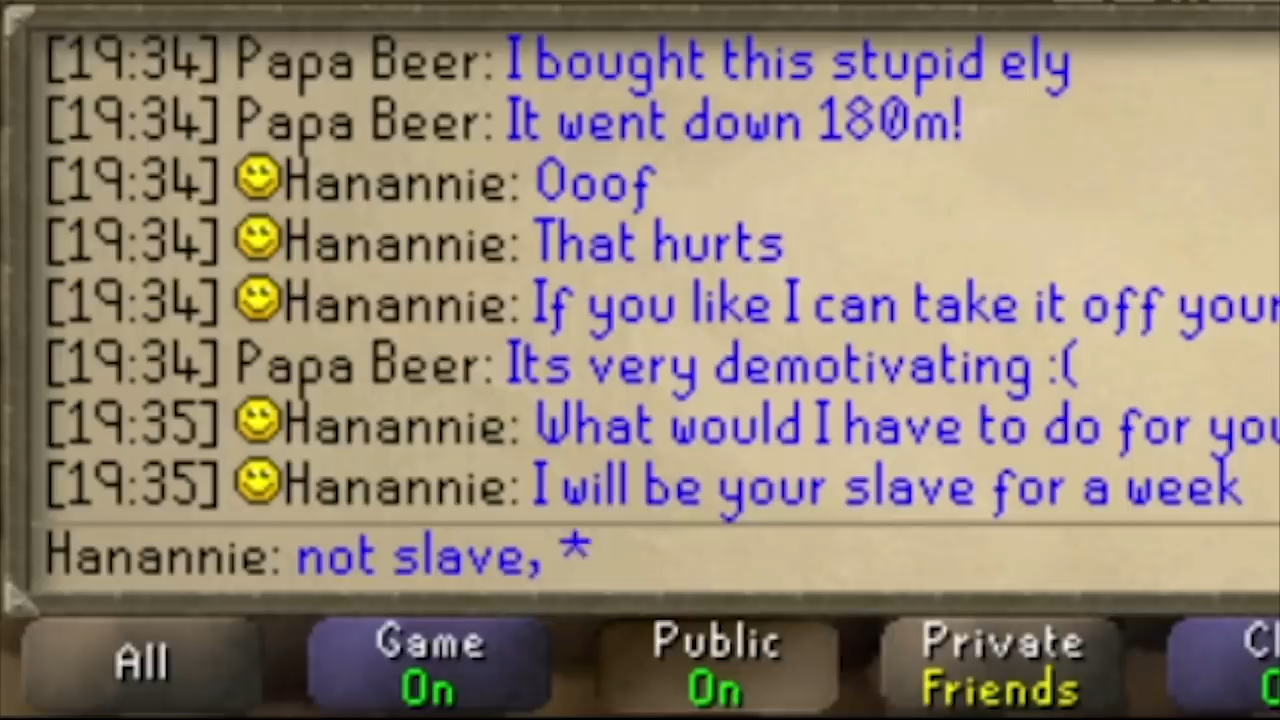 [19:34] Papa Beer: I bought this stupid ely
[19:34] Papa Beer: It went down 180m!
[19:34] Hanannie: Ooof
[19:34] Hanannie: That hurts
[19:34] Hanannie: If you like I can take it off your
[19:34] Papa Beer: Its very demotivating :(
[19:35] Hanannie: What would I have to do for you
[19:35] Hanannie: I will be your slave for a week
Hanannie: not slave, *
All
Game
On
Public
On
Private
Friends